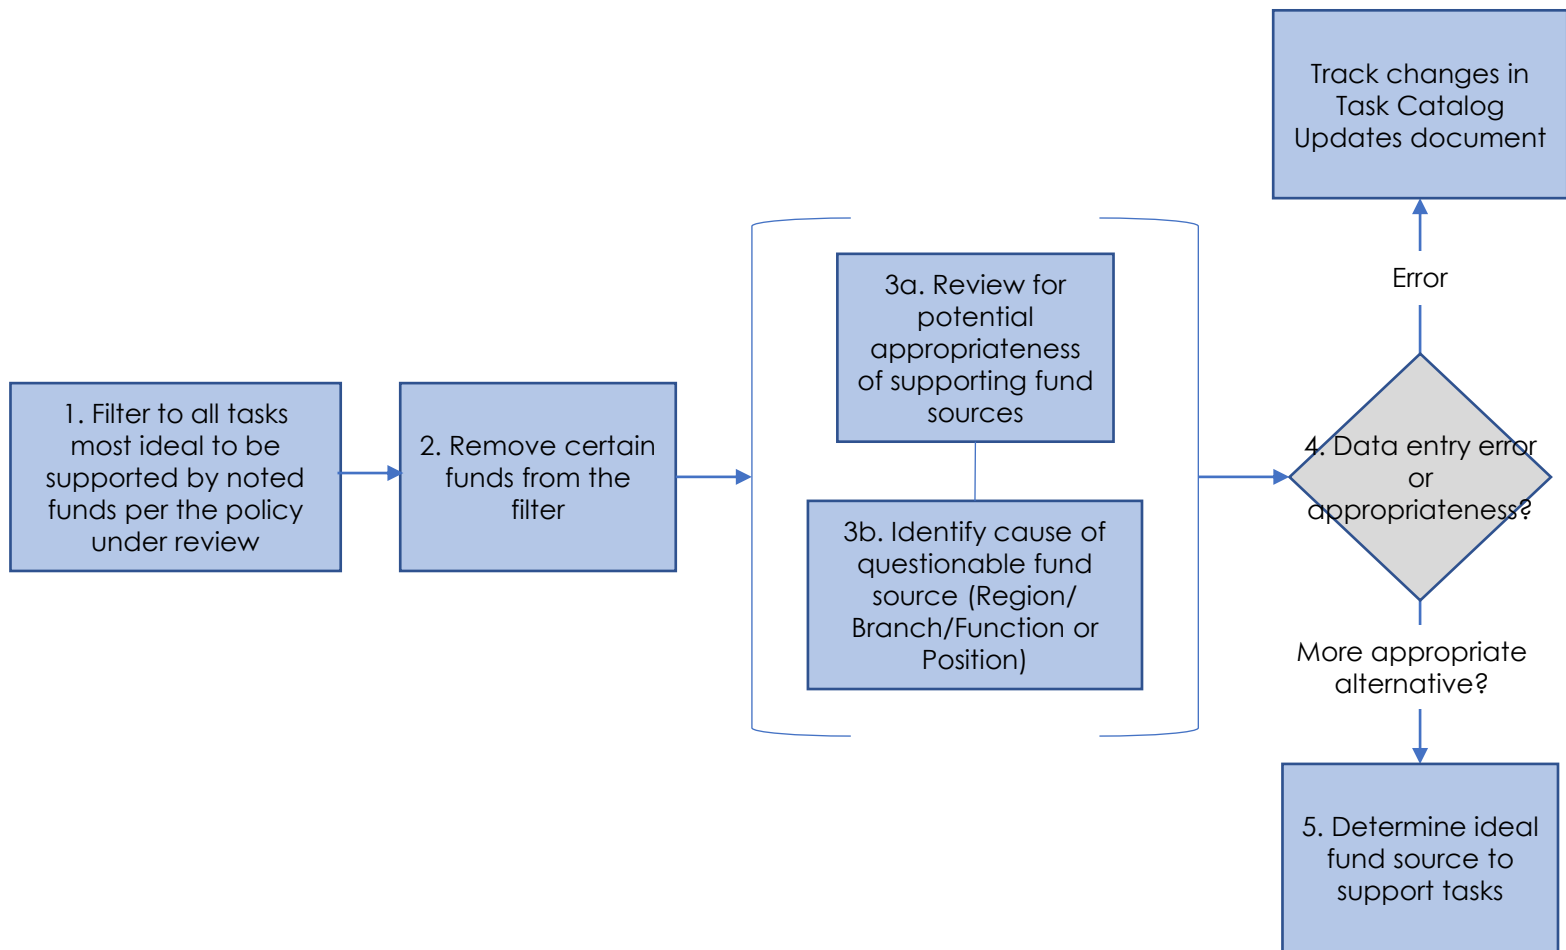 1. Filter to all tasks
most ideal to be
supported by noted
funds per the policy
under review
2. Remove certain
funds from the
filter
3a. Review for
potential
appropriateness
of supporting fund
sources
3b. Identify cause of
questionable fund
source (Region/
Branch/Function or
Position)
4. Data entry error
or
appropriateness?
Error
Track changes in
Task Catalog
Updates document
More appropriate
alternative?
5. Determine ideal
fund source to
support tasks